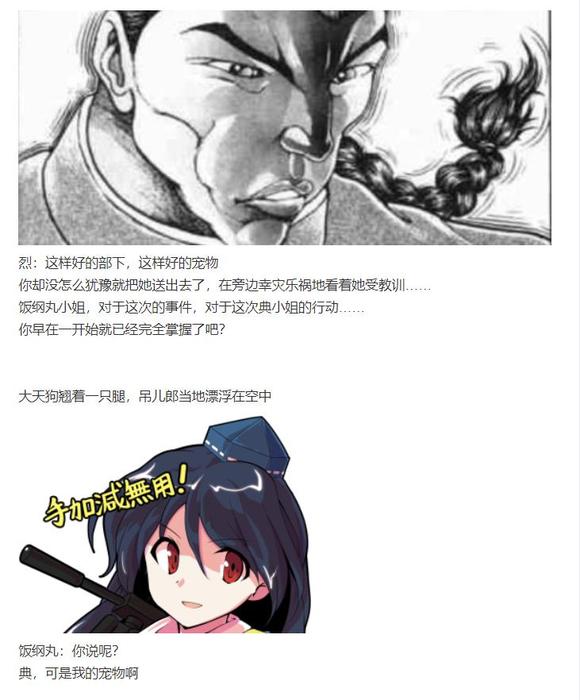 烈：这样好的部下，这样好的宠物
你却没怎么犹豫就把她送出去了，在旁边幸灾乐祸地看着她受教训……
饭纲丸小姐，对于这次的事件，对于这次典小姐的行动……
你早在一开始就已经完全掌握了吧？
大天狗翘着一只腿，吊儿郎当地漂浮在空中
手加減無用！
饭纲丸：你说呢？
典，可是我的宠物啊